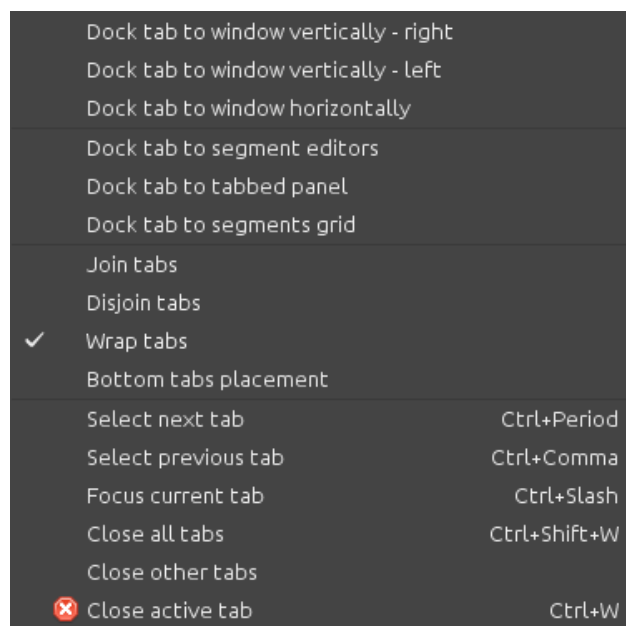 Dock tab to window vertically - right
Dock tab to window vertically - left
Dock tab to window horizontally
Dock tab to segment editors
Dock tab to tabbed panel
Dock tab to segments grid
Join tabs
Disjoin tabs
Wrap tabs
Bottom tabs placement
Select next tab Ctrl+Period
Select previous tab Ctrl+Comma
Focus current tab Ctrl+Slash
Close all tabs Ctrl+Shift+W
Close other tabs
Close active tab Ctrl+W